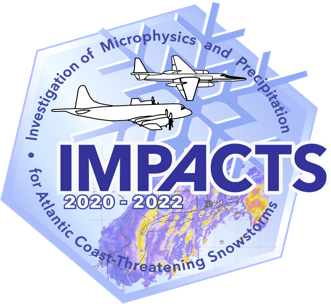 Investigation of Microphysics and Precipitation
IMPACTS
2020 - 2022
• for Atlantic Coast-Threatening Snowstorms